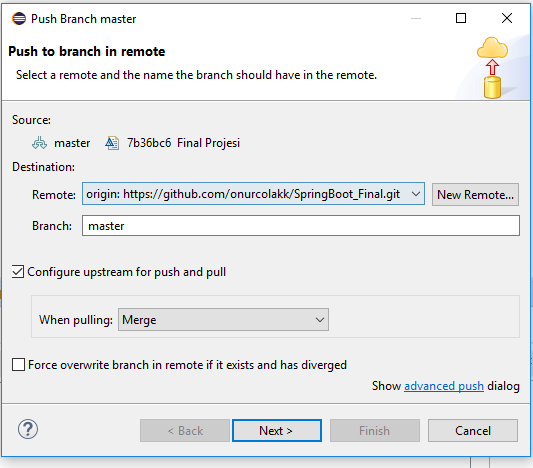 Push Branch master
Push to branch in remote
Select a remote and the name the branch should have in the remote.
Source:
master 7b36bc6 Final Projesi
Destination:
Remote: origin: https://github.com/onurcolakk/SpringBoot_Final.git New Remote...
Branch: master
Configure upstream for push and pull
When pulling: Merge
Force overwrite branch in remote if it exists and has diverged
Show advanced push dialog
? < Back Next > Finish Cancel